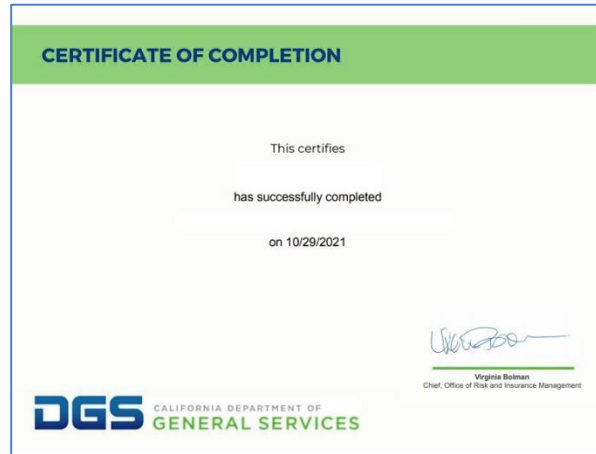 CERTIFICATE OF COMPLETION
This certifies
has successfully completed
on 10/29/2021
Virginia Bolman
Chief, Office of Risk and Insurance Management
DGS CALIFORNIA DEPARTMENT OF
GENERAL SERVICES